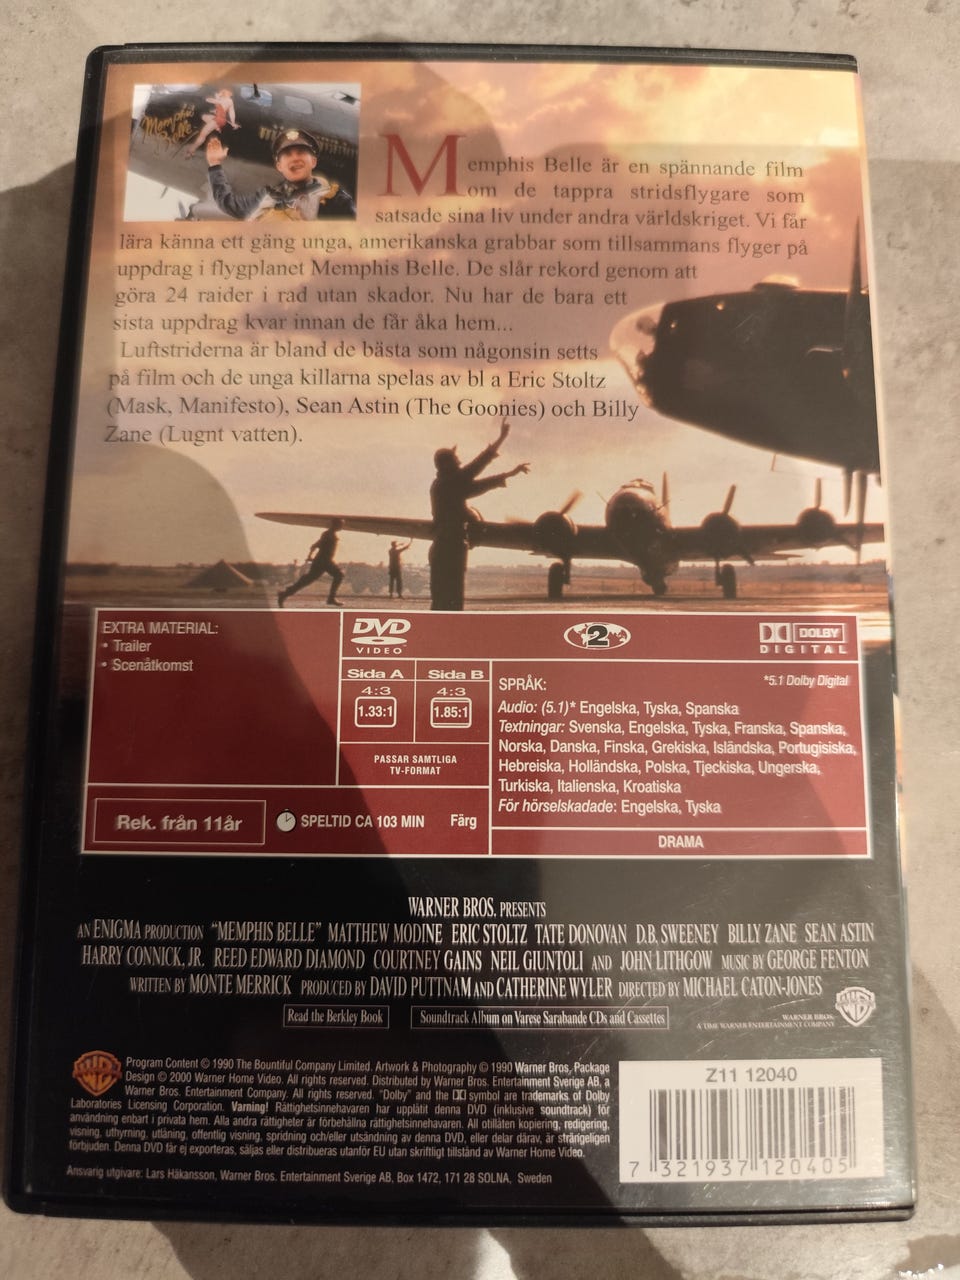 Memphis Belle
Memphis Belle är en spännande film
om de tappra stridsflygare som
satsade sina liv under andra världskriget. Vi får
lära känna ett gäng unga, amerikanska grabbar som tillsammans flyger på
uppdrag i flygplanet Memphis Belle. De slår rekord genom att
göra 24 raider i rad utan skador. Nu har de bara ett
sista uppdrag kvar innan de får åka hem...
Luftstriderna är bland de bästa som någonsin setts
på film och de unga killarna spelas av bl a Eric Stoltz
(Mask, Manifesto), Sean Astin (The Goonies) och Billy
Zane (Lugnt vatten).
EXTRA MATERIAL:
• Trailer
• Scenåtkomst
DVD
VIDEO
2
DOLBY
DIGITAL
Sida A
4:3
1.33:1
Sida B
4:3
1.85:1
PASSAR SAMTLIGA
TV-FORMAT
Rek. från 11år
SPELTID CA 103 MIN Färg
SPRÅK: *5.1 Dolby Digital
Audio: (5.1)* Engelska, Tyska, Spanska
Textningar: Svenska, Engelska, Tyska, Franska, Spanska,
Norska, Danska, Finska, Grekiska, Isländska, Portugisiska,
Hebreiska, Holländska, Polska, Tjeckiska, Ungerska,
Turkiska, Italienska, Kroatiska
För hörselskadade: Engelska, Tyska
DRAMA
WARNER BROS. PRESENTS
AN ENIGMA PRODUCTION "MEMPHIS BELLE" MATTHEW MODINE ERIC STOLTZ TATE DONOVAN D.B. SWEENEY BILLY ZANE SEAN ASTIN
HARRY CONNICK, JR. REED EDWARD DIAMOND COURTNEY GAINS NEIL GIUNTOLI AND JOHN LITHGOW MUSIC BY GEORGE FENTON
WRITTEN BY MONTE MERRICK PRODUCED BY DAVID PUTTNAM AND CATHERINE WYLER DIRECTED BY MICHAEL CATON-JONES
Read the Berkley Book
Soundtrack Album on Varese Sarabande CDs and Cassettes
WARNER BROS.
A TIME WARNER ENTERTAINMENT COMPANY
Program Content © 1990 The Bountiful Company Limited. Artwork & Photography © 1990 Warner Bros. Package
Design © 2000 Warner Home Video. All rights reserved. Distributed by Warner Bros. Entertainment Sverige AB, a
Warner Bros. Entertainment Company. All rights reserved. "Dolby" and the DD symbol are trademarks of Dolby
Laboratories Licensing Corporation. Varning! Rättighetsinnehavaren har upplåtit denna DVD (inklusive soundtrack) för
användning enbart i privata hem. Alla andra rättigheter är förbehållna rättighetsinnehavaren. All otillåten kopiering, redigering,
visning, uthyrning, utlåning, offentlig visning, spridning och/eller utsändning av denna DVD, eller delar därav, är strängeligen
förbjuden. Denna DVD får ej exporteras, säljas eller distribueras utanför EU utan skriftligt tillstånd av Warner Home Video.
Ansvarig utgivare: Lars Håkansson, Warner Bros. Entertainment Sverige AB, Box 1472, 171 28 SOLNA, Sweden
Z11 12040
7 321937 120405